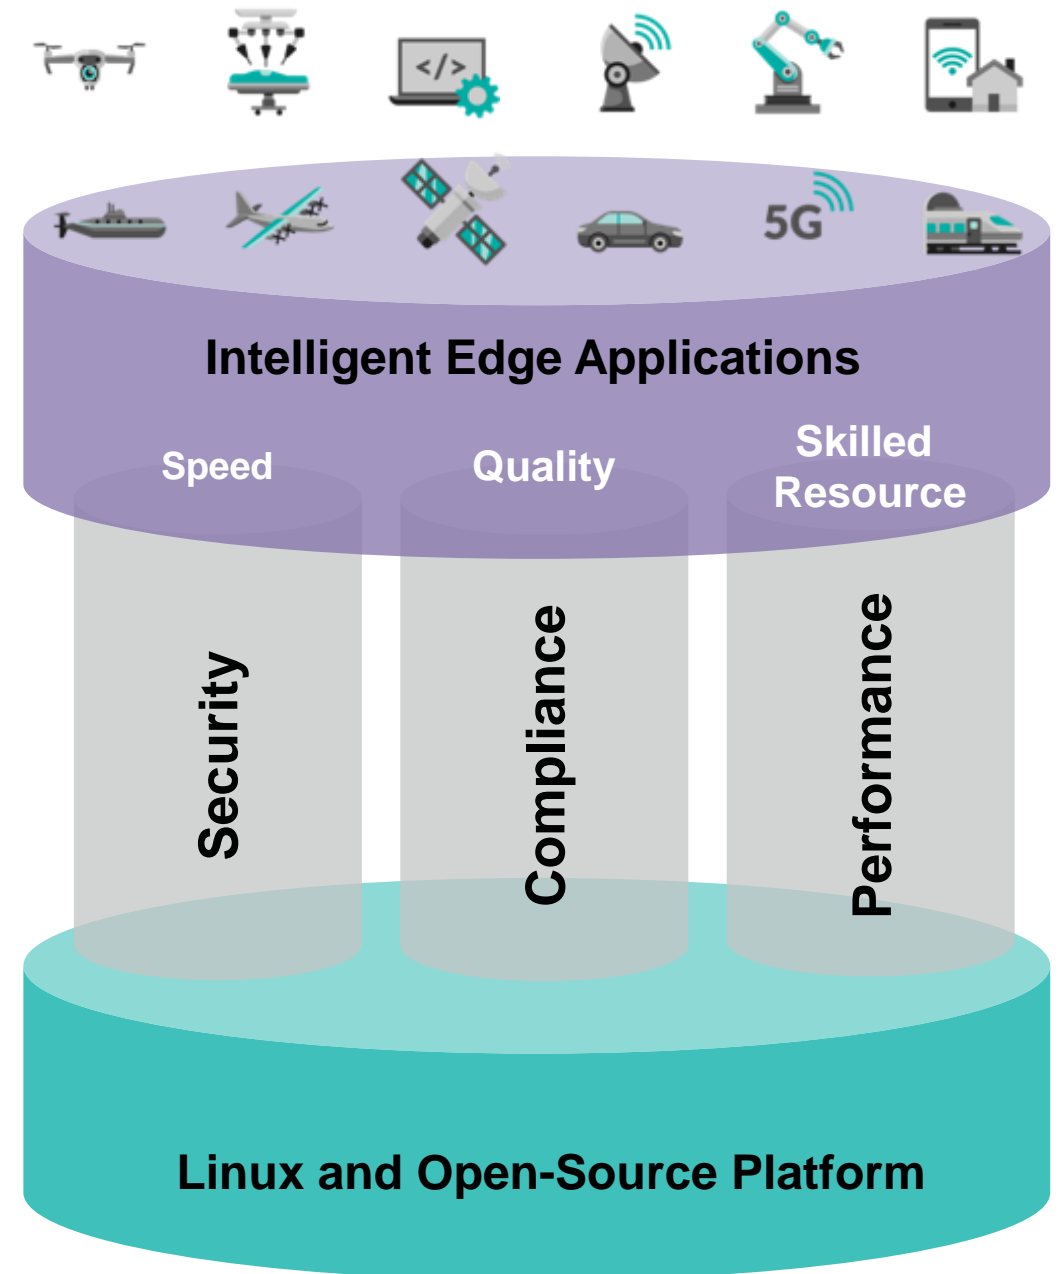 </>
5G
Intelligent Edge Applications
Speed
Quality
Skilled
Resource
Security
Compliance
Performance
Linux and Open-Source Platform